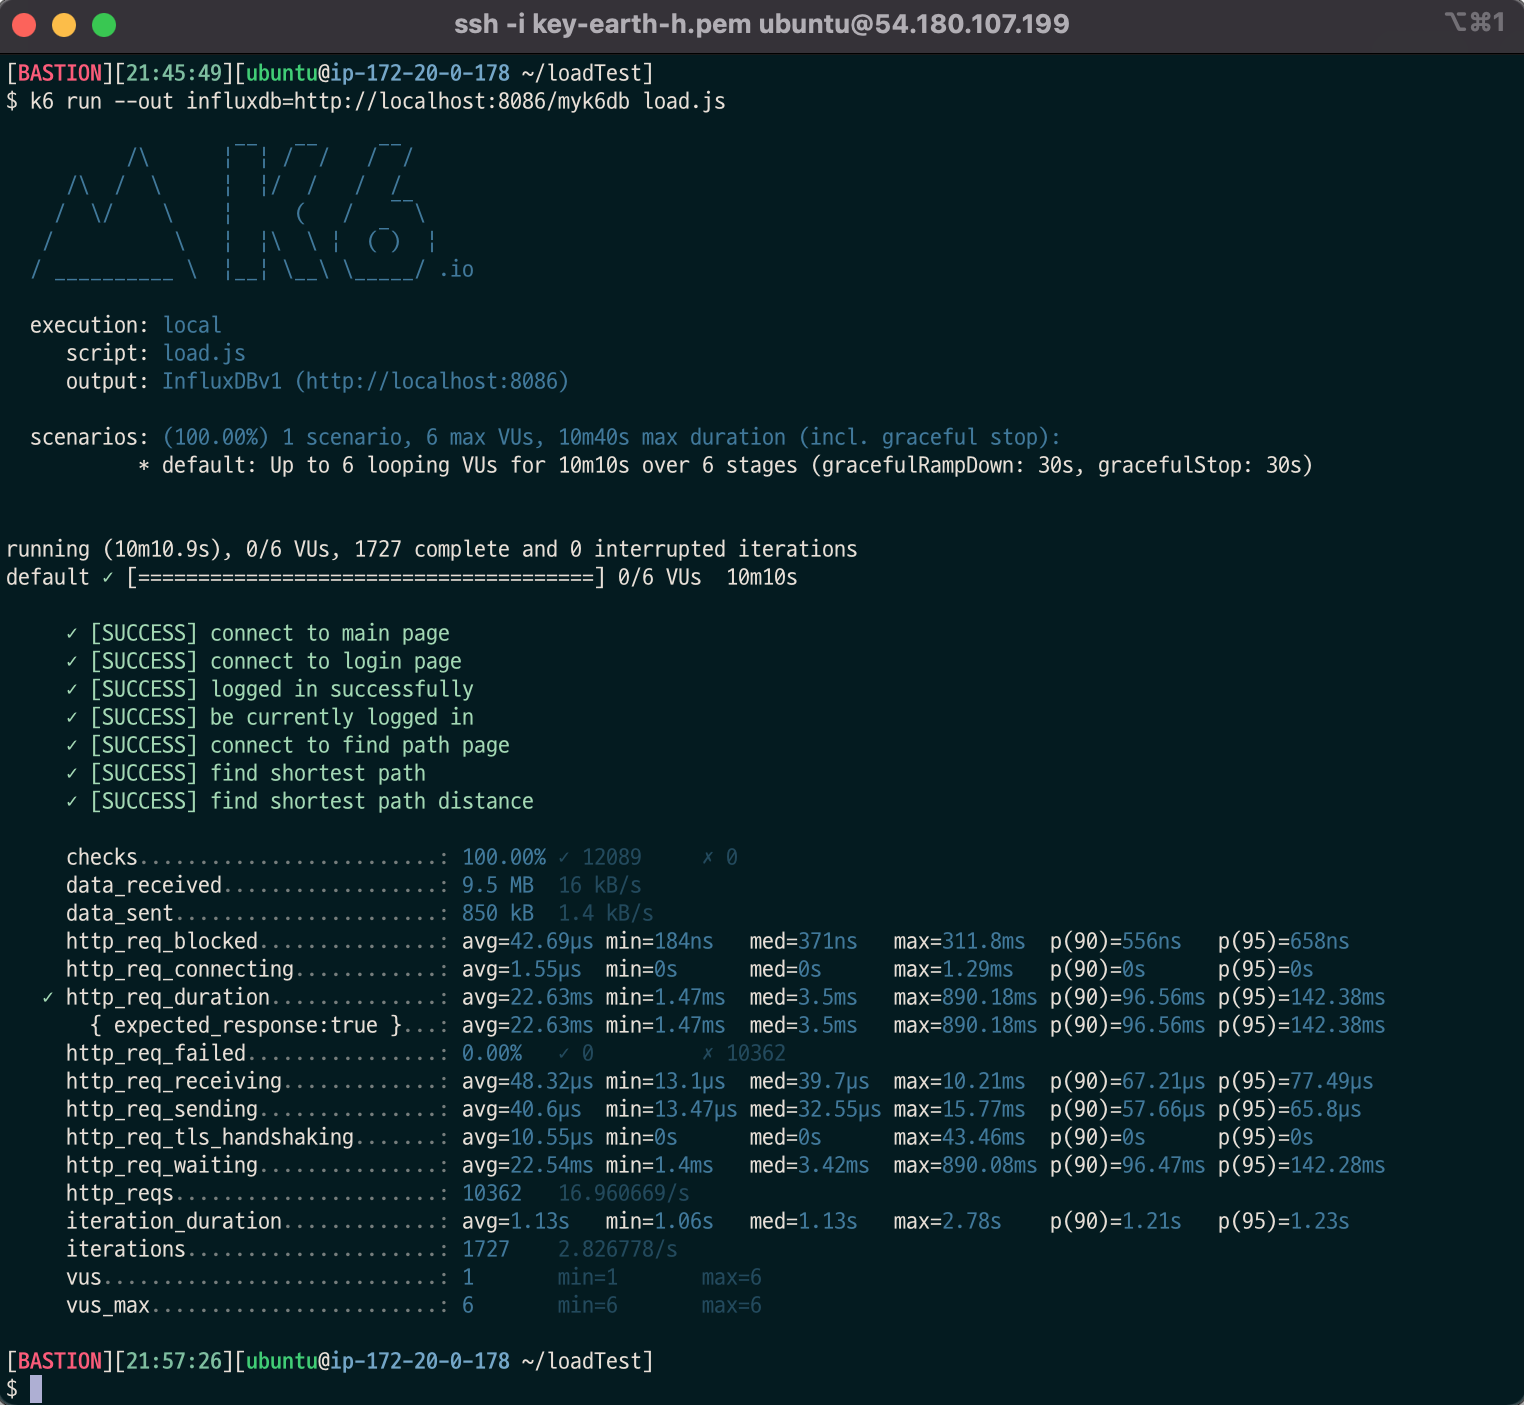 ssh -i key-earth-h.pem ubuntu@54.180.107.199 ⌥⌘1
[BASTION][21:45:49][ubuntu@ip-172-20-0-178 ~/loadTest]
$ k6 run --out influxdb=http://localhost:8086/myk6db load.js
          /\      |‾‾| /‾‾/   /‾‾/
     /\  /  \     |  |/  /   /  /
    /  \/    \    |     (   /   ‾‾\
   /          \   |  |\  \ |  (‾)  |
  / __________ \  |__| \__\ \_____/ .io
execution: local
script: load.js
output: InfluxDBv1 (http://localhost:8086)
scenarios: (100.00%) 1 scenario, 6 max VUs, 10m40s max duration (incl. graceful stop):
* default: Up to 6 looping VUs for 10m10s over 6 stages (gracefulRampDown: 30s, gracefulStop: 30s)
running (10m10.9s), 0/6 VUs, 1727 complete and 0 interrupted iterations
default ✓ [======================================] 0/6 VUs  10m10s
✓ [SUCCESS] connect to main page
✓ [SUCCESS] connect to login page
✓ [SUCCESS] logged in successfully
✓ [SUCCESS] be currently logged in
✓ [SUCCESS] connect to find path page
✓ [SUCCESS] find shortest path
✓ [SUCCESS] find shortest path distance
checks.........................: 100.00% ✓ 12089     ✗ 0
data_received..................: 9.5 MB  16 kB/s
data_sent......................: 850 kB  1.4 kB/s
http_req_blocked...............: avg=42.69µs min=184ns   med=371ns   max=311.8ms  p(90)=556ns   p(95)=658ns
http_req_connecting............: avg=1.55µs  min=0s      med=0s      max=1.29ms   p(90)=0s      p(95)=0s
✓ http_req_duration..............: avg=22.63ms min=1.47ms  med=3.5ms   max=890.18ms p(90)=96.56ms p(95)=142.38ms
{ expected_response:true }...: avg=22.63ms min=1.47ms  med=3.5ms   max=890.18ms p(90)=96.56ms p(95)=142.38ms
http_req_failed................: 0.00%   ✓ 0         ✗ 10362
http_req_receiving.............: avg=48.32µs min=13.1µs  med=39.7µs  max=10.21ms  p(90)=67.21µs p(95)=77.49µs
http_req_sending...............: avg=40.6µs  min=13.47µs med=32.55µs max=15.77ms  p(90)=57.66µs p(95)=65.8µs
http_req_tls_handshaking.......: avg=10.55µs min=0s      med=0s      max=43.46ms  p(90)=0s      p(95)=0s
http_req_waiting...............: avg=22.54ms min=1.4ms   med=3.42ms  max=890.08ms p(90)=96.47ms p(95)=142.28ms
http_reqs......................: 10362   16.960669/s
iteration_duration.............: avg=1.13s   min=1.06s   med=1.13s   max=2.78s    p(90)=1.21s   p(95)=1.23s
iterations.....................: 1727    2.826778/s
vus............................: 1       min=1       max=6
vus_max........................: 6       min=6       max=6
[BASTION][21:57:26][ubuntu@ip-172-20-0-178 ~/loadTest]
$